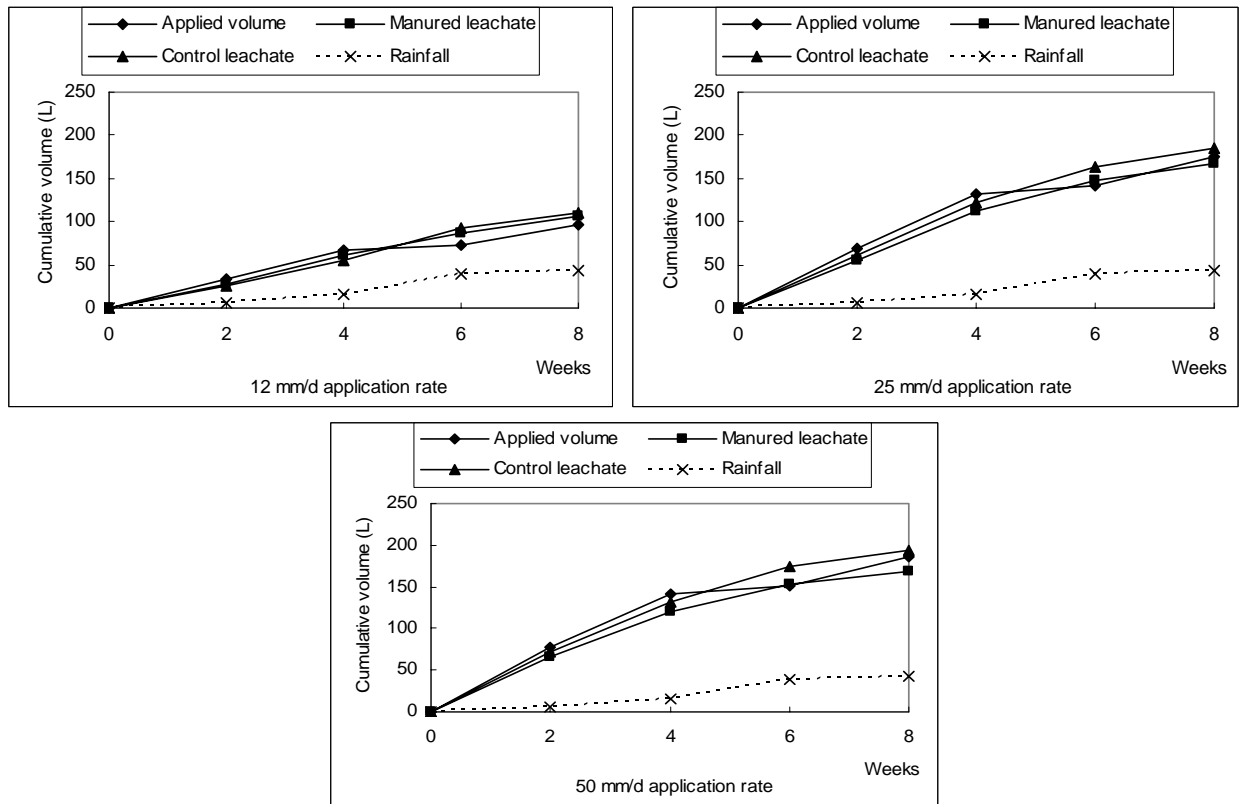 Applied volume Manured leachate
Control leachate Rainfall
Cumulative volume (L)
250
200
150
100
50
0
0 2 4 6 8
Weeks
12 mm/d application rate
Applied volume Manured leachate
Control leachate Rainfall
Cumulative volume (L)
250
200
150
100
50
0
0 2 4 6 8
Weeks
25 mm/d application rate
Applied volume Manured leachate
Control leachate Rainfall
Cumulative volume (L)
250
200
150
100
50
0
0 2 4 6 8
Weeks
50 mm/d application rate